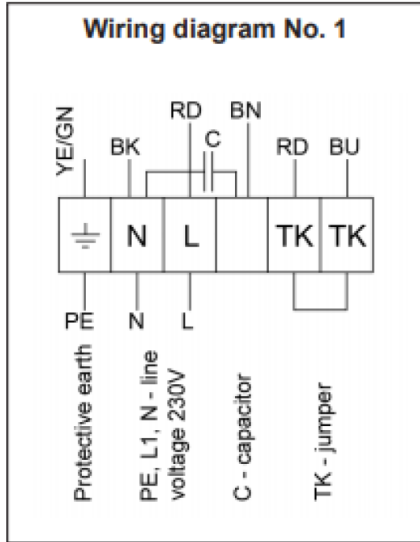 Wiring diagram No. 1
YE/GN
BK
RD
C
BN
RD
BU
N
L
TK
TK
PE
N
L
Protective earth
PE, L1, N - line
voltage 230V
C - capacitor
TK - jumper